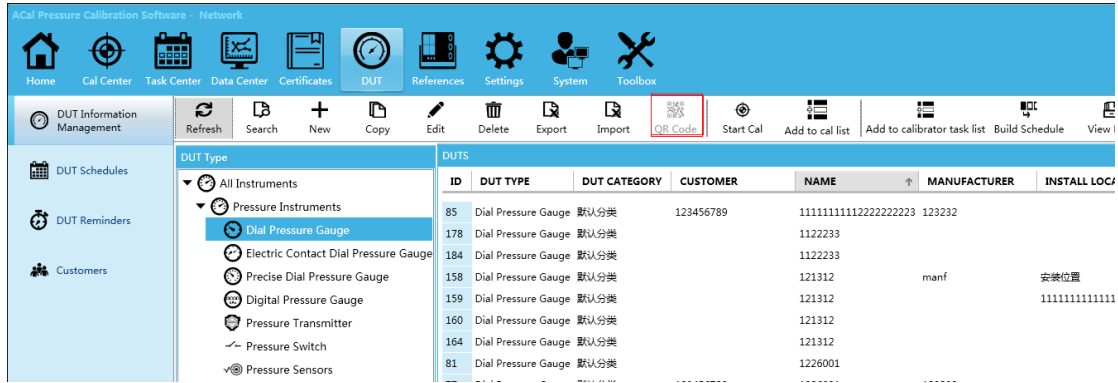 ACal Pressure Calibration Software - Network
Home Cal Center Task Center Data Center Certificates DUT References Settings System Toolbox
DUT Information Management
DUT Schedules
DUT Reminders
Customers
Refresh Search New Copy Edit Delete Export Import QR Code Start Cal Add to cal list Add to calibrator task list Build Schedule View
DUT Type
All Instruments
Pressure Instruments
Dial Pressure Gauge
Electric Contact Dial Pressure Gauge
Precise Dial Pressure Gauge
Digital Pressure Gauge
Pressure Transmitter
Pressure Switch
Pressure Sensors
DUTS
ID DUT TYPE DUT CATEGORY CUSTOMER NAME MANUFACTURER INSTALL LOCA
85 Dial Pressure Gauge 默认分类 123456789 11111111112222222223 123232
178 Dial Pressure Gauge 默认分类 1122233
184 Dial Pressure Gauge 默认分类 1122233
158 Dial Pressure Gauge 默认分类 121312 manf 安装位置
159 Dial Pressure Gauge 默认分类 121312 1111111111111
160 Dial Pressure Gauge 默认分类 121312
164 Dial Pressure Gauge 默认分类 121312
81 Dial Pressure Gauge 默认分类 1226001